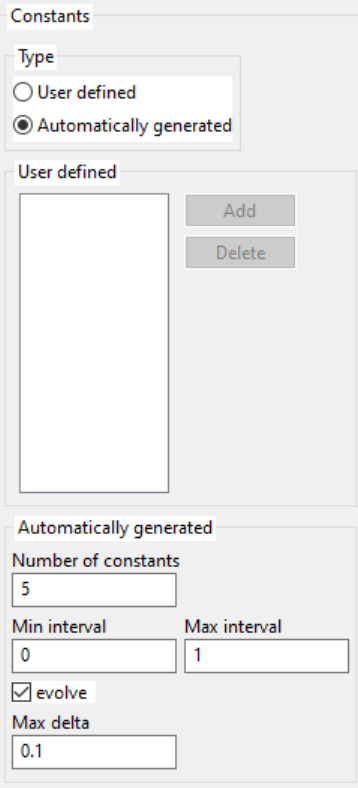 Constants
Type
User defined
Automatically generated
User defined
Add
Delete
Automatically generated
Number of constants
5
Min interval Max interval
0 1
evolve
Max delta
0.1